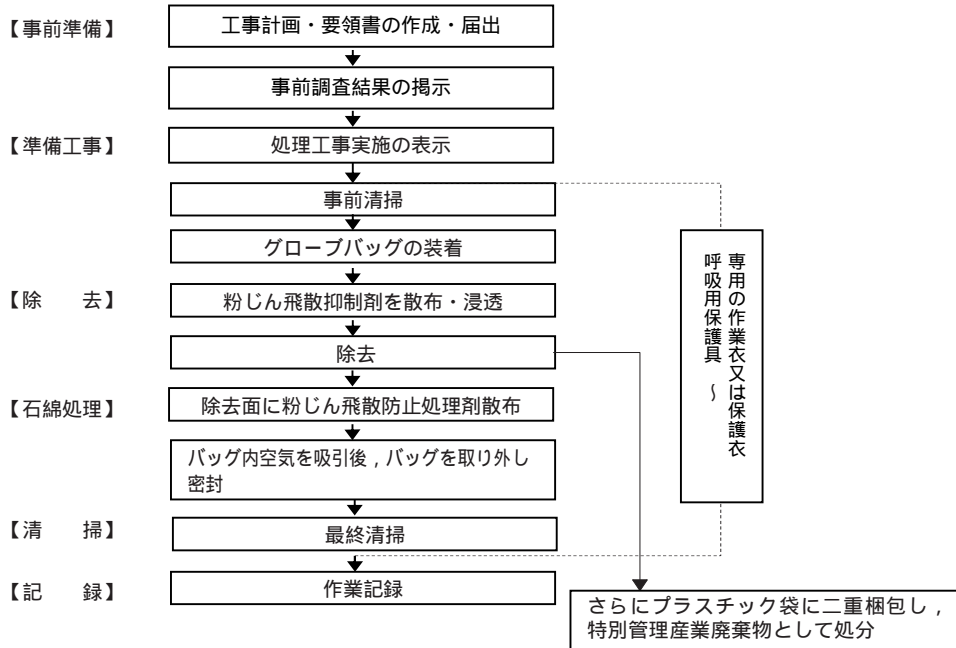 【事前準備】
工事計画・要領書の作成・届出
事前調査結果の掲示
【準備工事】
処理工事実施の表示
事前清掃
グローブバッグの装着
【除　　去】
粉じん飛散抑制剤を散布・浸透
除去
【石綿処理】
除去面に粉じん飛散防止処理剤散布
バッグ内空気を吸引後，バッグを取り外し
密封
【清　　掃】
最終清掃
【記　　録】
作業記録
専用の作業衣又は保護衣
呼吸用保護具　～
さらにプラスチック袋に二重梱包し，
特別管理産業廃棄物として処分